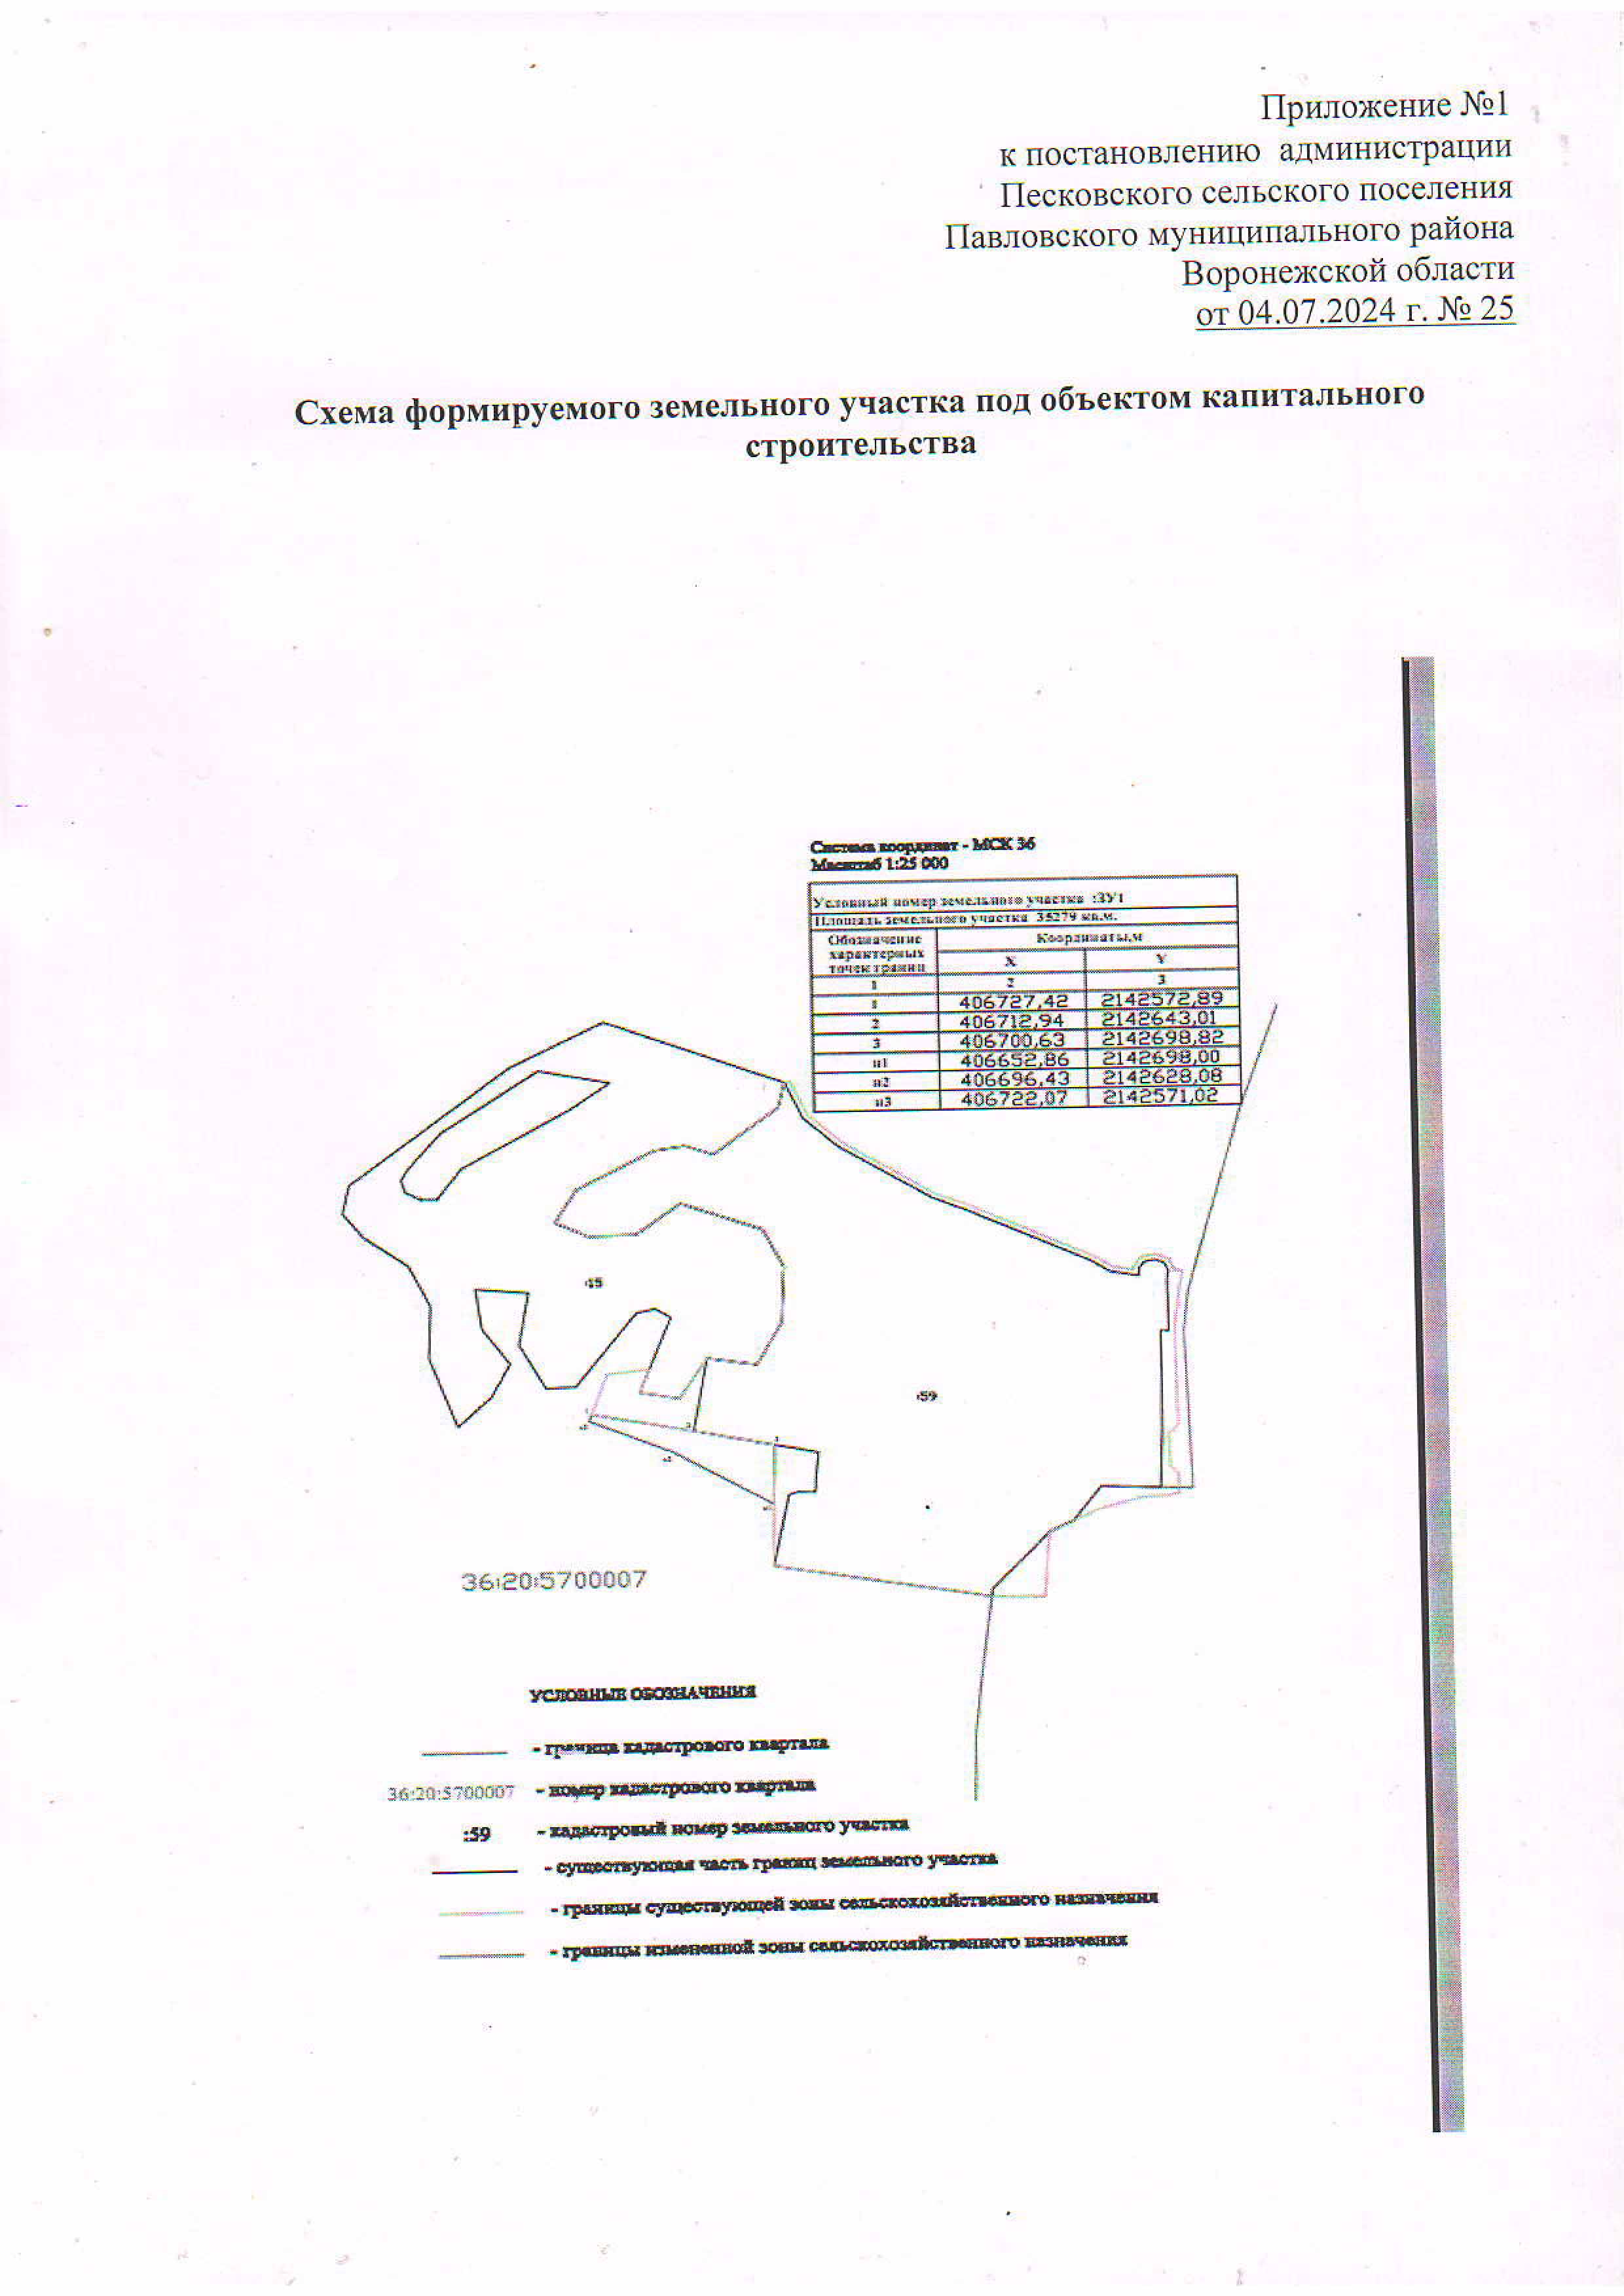 Приложение №1
к постановлению администрации
Песковского сельского поселения
Павловского муниципального района
Воронежской области
от 04.07.2024 г. № 25
Схема формируемого земельного участка под объектом капитального
строительства
Система координат - МСК 36
Масштаб 1:25 000
Условный номер земельного участка :ЗУ1
Площадь земельного участка 35279 кв.м.
Обозначение характерных точек границ Координаты,м
X Y
1 2 3
1 406727,42 2142572,89
2 406712,94 2142643,01
3 406700,63 2142698,82
н1 406652,86 2142698,00
н2 406696,43 2142628,08
н3 406722,07 2142571,02
:15
:59
36:20:5700007
УСЛОВНЫЕ ОБОЗНАЧЕНИЯ
- граница кадастрового квартала
36:20:5700007 - номер кадастрового квартала
:59 - кадастровый номер земельного участка
- существующая часть границ земельного участка
- границы существующей зоны сельскохозяйственного назначения
- границы измененной зоны сельскохозяйственного назначения